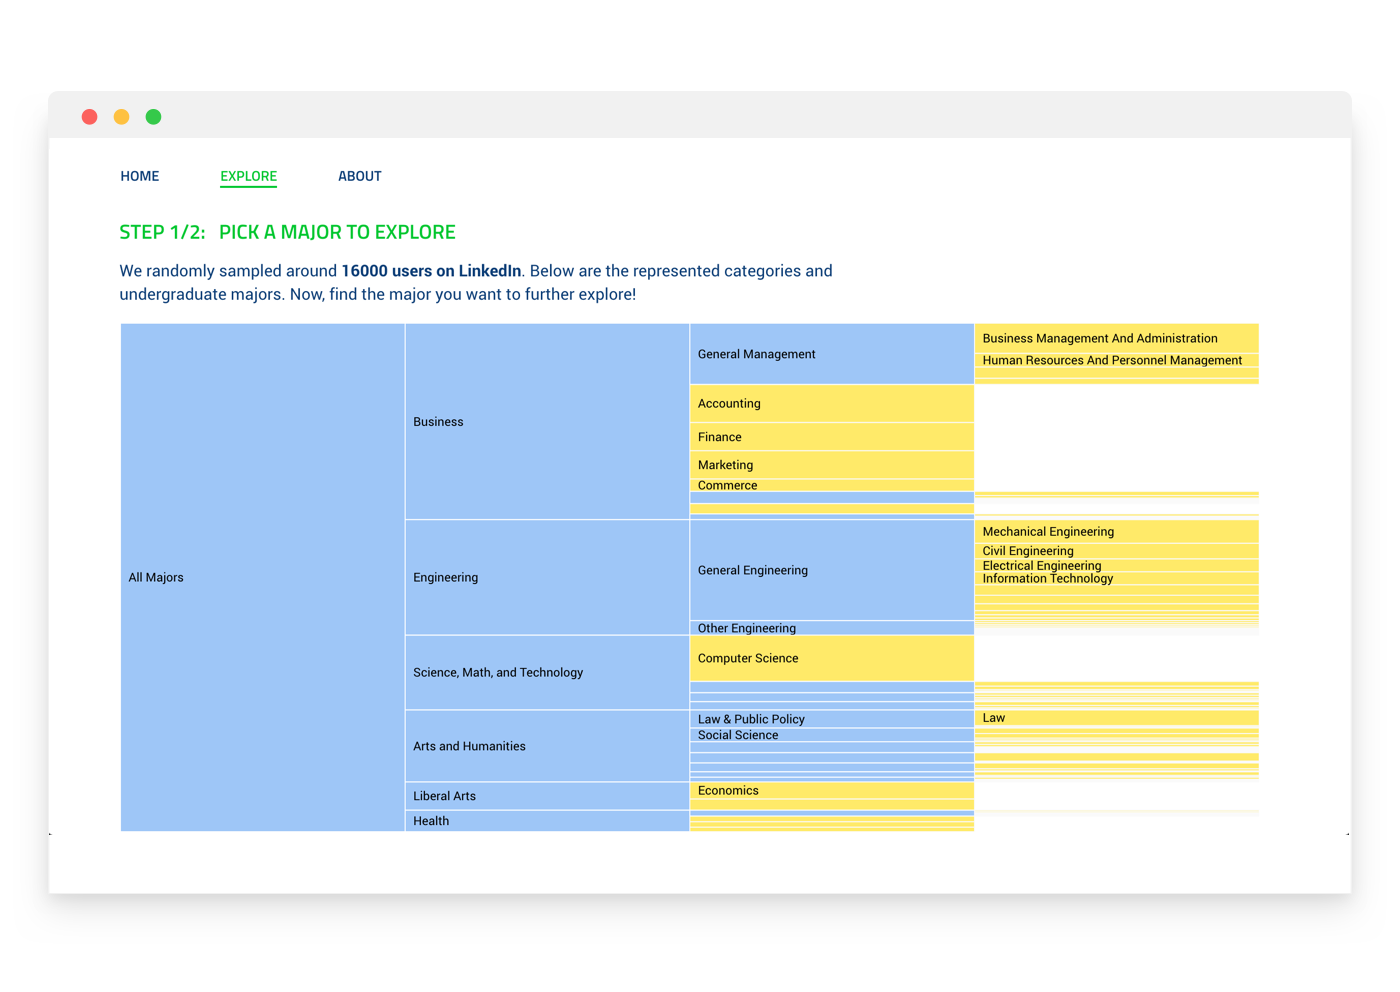 HOME EXPLORE ABOUT
STEP 1/2: PICK A MAJOR TO EXPLORE
We randomly sampled around 16000 users on LinkedIn. Below are the represented categories and
undergraduate majors. Now, find the major you want to further explore!
All Majors
Business
Engineering
Science, Math, and Technology
Arts and Humanities
Liberal Arts
Health
General Management
Accounting
Finance
Marketing
Commerce
General Engineering
Other Engineering
Computer Science
Law & Public Policy
Social Science
Economics
Business Management And Administration
Human Resources And Personnel Management
Mechanical Engineering
Civil Engineering
Electrical Engineering
Information Technology
Law